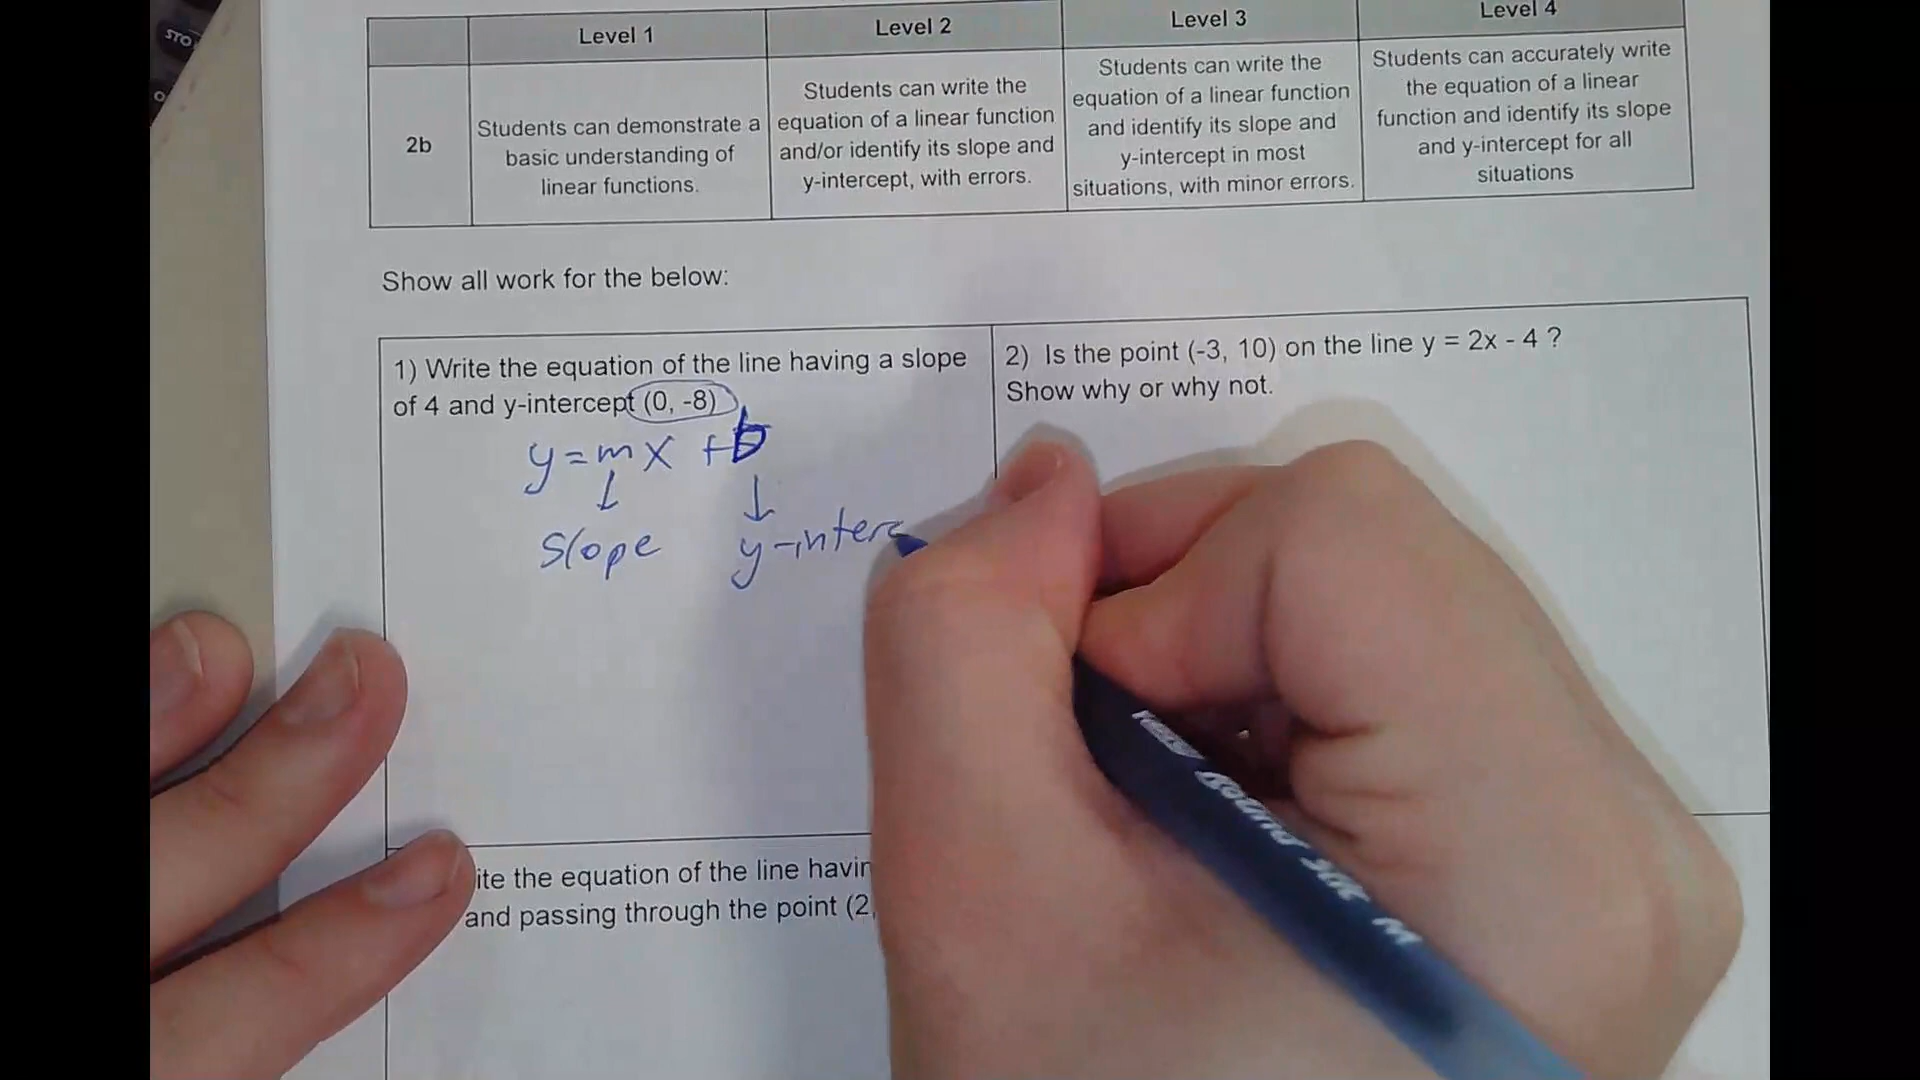 STO
Level 1 Level 2 Level 3 Level 4
2b
Students can demonstrate a
basic understanding of
linear functions.
Students can write the
equation of a linear function
and/or identify its slope and
y-intercept, with errors.
Students can write the
equation of a linear function
and identify its slope and
y-intercept in most
situations, with minor errors.
Students can accurately write
the equation of a linear
function and identify its slope
and y-intercept for all
situations
Show all work for the below:
1) Write the equation of the line having a slope
of 4 and y-intercept (0, -8)
y = mx + b
↓ ↓
slope y-interc
2) Is the point (-3, 10) on the line y = 2x - 4 ?
Show why or why not.
ite the equation of the line havin
and passing through the point (2,
Round Stic M